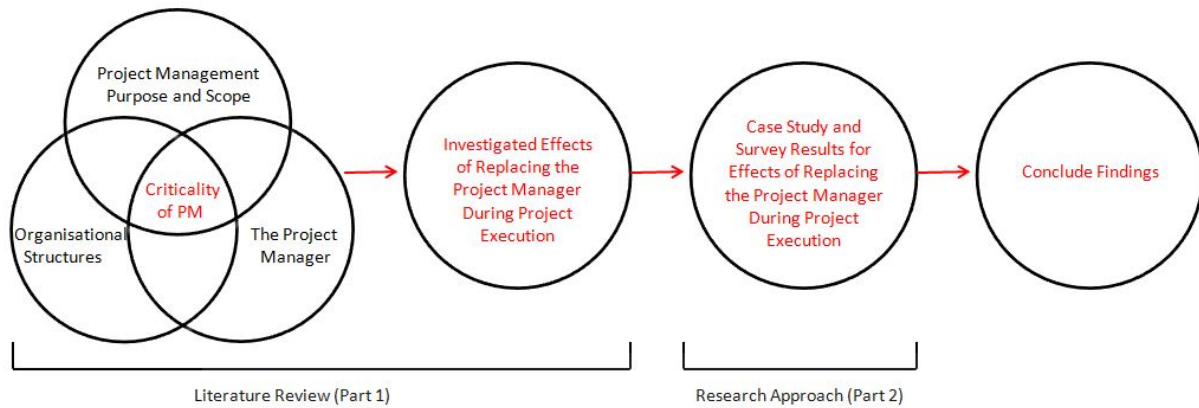 Project Management
Purpose and Scope
Criticality
of PM
Organisational
Structures
The Project
Manager
Investigated Effects
of Replacing the
Project Manager
During Project
Execution
Case Study and
Survey Results for
Effects of Replacing
the Project Manager
During Project
Execution
Conclude Findings
Literature Review (Part 1)
Research Approach (Part 2)